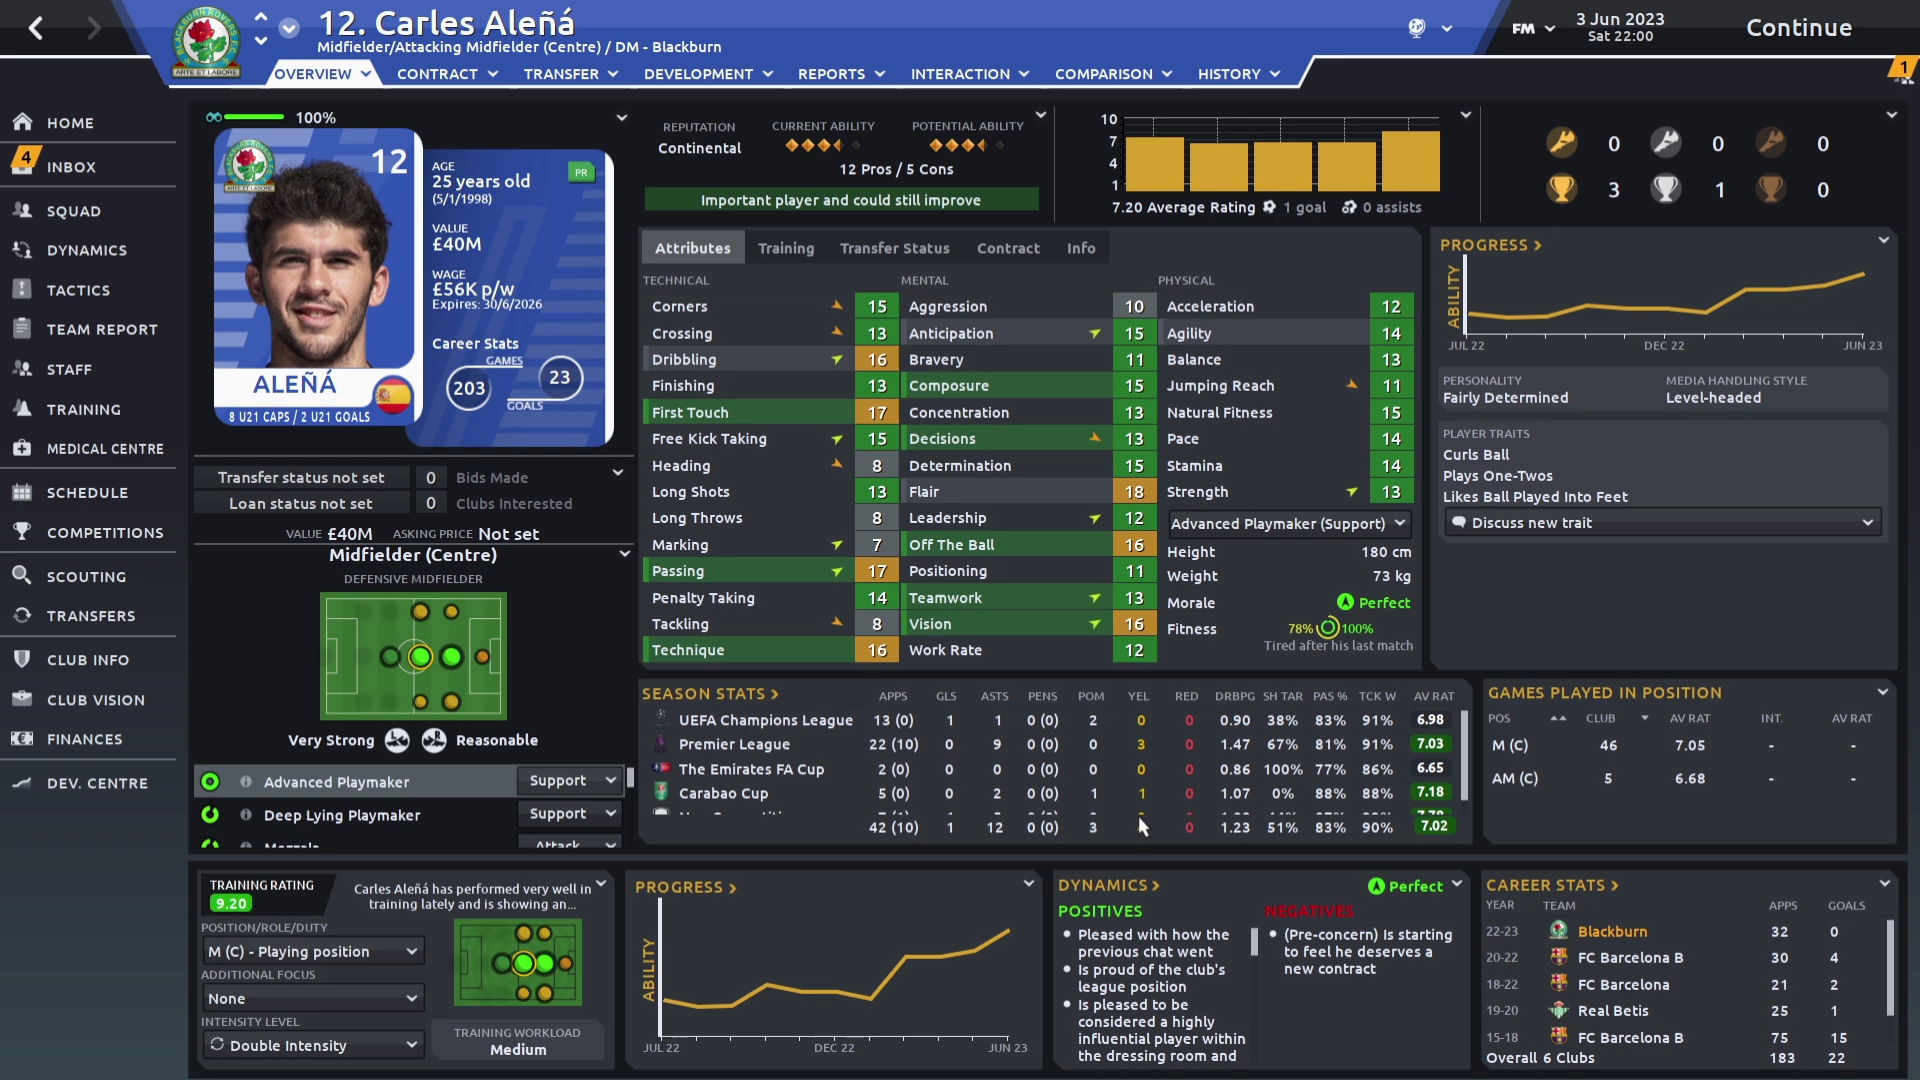 12. Carles Aleñá
Midfielder/Attacking Midfielder (Centre) / DM - Blackburn
FM
3 Jun 2023
Sat 22:00
Continue
OVERVIEW
CONTRACT
TRANSFER
DEVELOPMENT
REPORTS
INTERACTION
COMPARISON
HISTORY
1
HOME
4
INBOX
SQUAD
DYNAMICS
TACTICS
TEAM REPORT
STAFF
TRAINING
MEDICAL CENTRE
SCHEDULE
COMPETITIONS
SCOUTING
TRANSFERS
CLUB INFO
CLUB VISION
FINANCES
DEV. CENTRE
100%
12
ALEÑÁ
8 U21 CAPS / 2 U21 GOALS
AGE
25 years old
(5/1/1998)
PR
VALUE
£40M
WAGE
£56K p/w
Expires: 30/6/2026
Career Stats
GAMES
203
23
GOALS
Transfer status not set 0 Bids Made
Loan status not set 0 Clubs Interested
VALUE £40M ASKING PRICE Not set
Midfielder (Centre)
DEFENSIVE MIDFIELDER
Very Strong L R Reasonable
Advanced Playmaker Support
Deep Lying Playmaker Support
Mezzala Attack
REPUTATION
Continental
CURRENT ABILITY
POTENTIAL ABILITY
12 Pros / 5 Cons
Important player and could still improve
10
7
4
1
7.20 Average Rating 1 goal 0 assists
0 0 0
3 1 0
Attributes Training Transfer Status Contract Info
TECHNICAL
Corners 15
Crossing 13
Dribbling 16
Finishing 13
First Touch 17
Free Kick Taking 15
Heading 8
Long Shots 13
Long Throws 8
Marking 7
Passing 17
Penalty Taking 14
Tackling 8
Technique 16
MENTAL
Aggression 10
Anticipation 15
Bravery 11
Composure 15
Concentration 13
Decisions 13
Determination 15
Flair 18
Leadership 12
Off The Ball 16
Positioning 11
Teamwork 13
Vision 16
Work Rate 12
PHYSICAL
Acceleration 12
Agility 14
Balance 13
Jumping Reach 11
Natural Fitness 15
Pace 14
Stamina 14
Strength 13
Advanced Playmaker (Support)
Height 180 cm
Weight 73 kg
Morale Perfect
Fitness 78% 100%
Tired after his last match
PROGRESS >
ABILITY
JUL 22 DEC 22 JUN 23
PERSONALITY
Fairly Determined
MEDIA HANDLING STYLE
Level-headed
PLAYER TRAITS
Curls Ball
Plays One-Twos
Likes Ball Played Into Feet
Discuss new trait
SEASON STATS > APPS GLS ASTS PENS POM YEL RED DRBPG SH TAR PAS % TCK W AV RAT
UEFA Champions League 13 (0) 1 1 0 (0) 2 0 0 0.90 38% 83% 91% 6.98
Premier League 22 (10) 0 9 0 (0) 0 3 0 1.47 67% 81% 91% 7.03
The Emirates FA Cup 2 (0) 0 0 0 (0) 0 0 0 0.86 100% 77% 86% 6.65
Carabao Cup 5 (0) 0 2 0 (0) 1 1 0 1.07 0% 88% 88% 7.18
42 (10) 1 12 0 (0) 3 0 1.23 51% 83% 90% 7.02
GAMES PLAYED IN POSITION
POS CLUB AV RAT INT. AV RAT
M (C) 46 7.05 - -
AM (C) 5 6.68 - -
TRAINING RATING
9.20
Carles Aleñá has performed very well in
training lately and is showing an...
POSITION/ROLE/DUTY
M (C) - Playing position
ADDITIONAL FOCUS
None
INTENSITY LEVEL
Double Intensity
TRAINING WORKLOAD
Medium
PROGRESS >
ABILITY
JUL 22 DEC 22 JUN 23
DYNAMICS > Perfect
POSITIVES
Pleased with how the
previous chat went
Is proud of the club's
league position
Is pleased to be
considered a highly
influential player within
the dressing room and
NEGATIVES
(Pre-concern) Is starting
to feel he deserves a
new contract
CAREER STATS >
YEAR TEAM APPS GOALS
22-23 Blackburn 32 0
20-22 FC Barcelona B 30 4
18-22 FC Barcelona 21 2
19-20 Real Betis 25 1
15-18 FC Barcelona B 75 15
Overall 6 Clubs 183 22